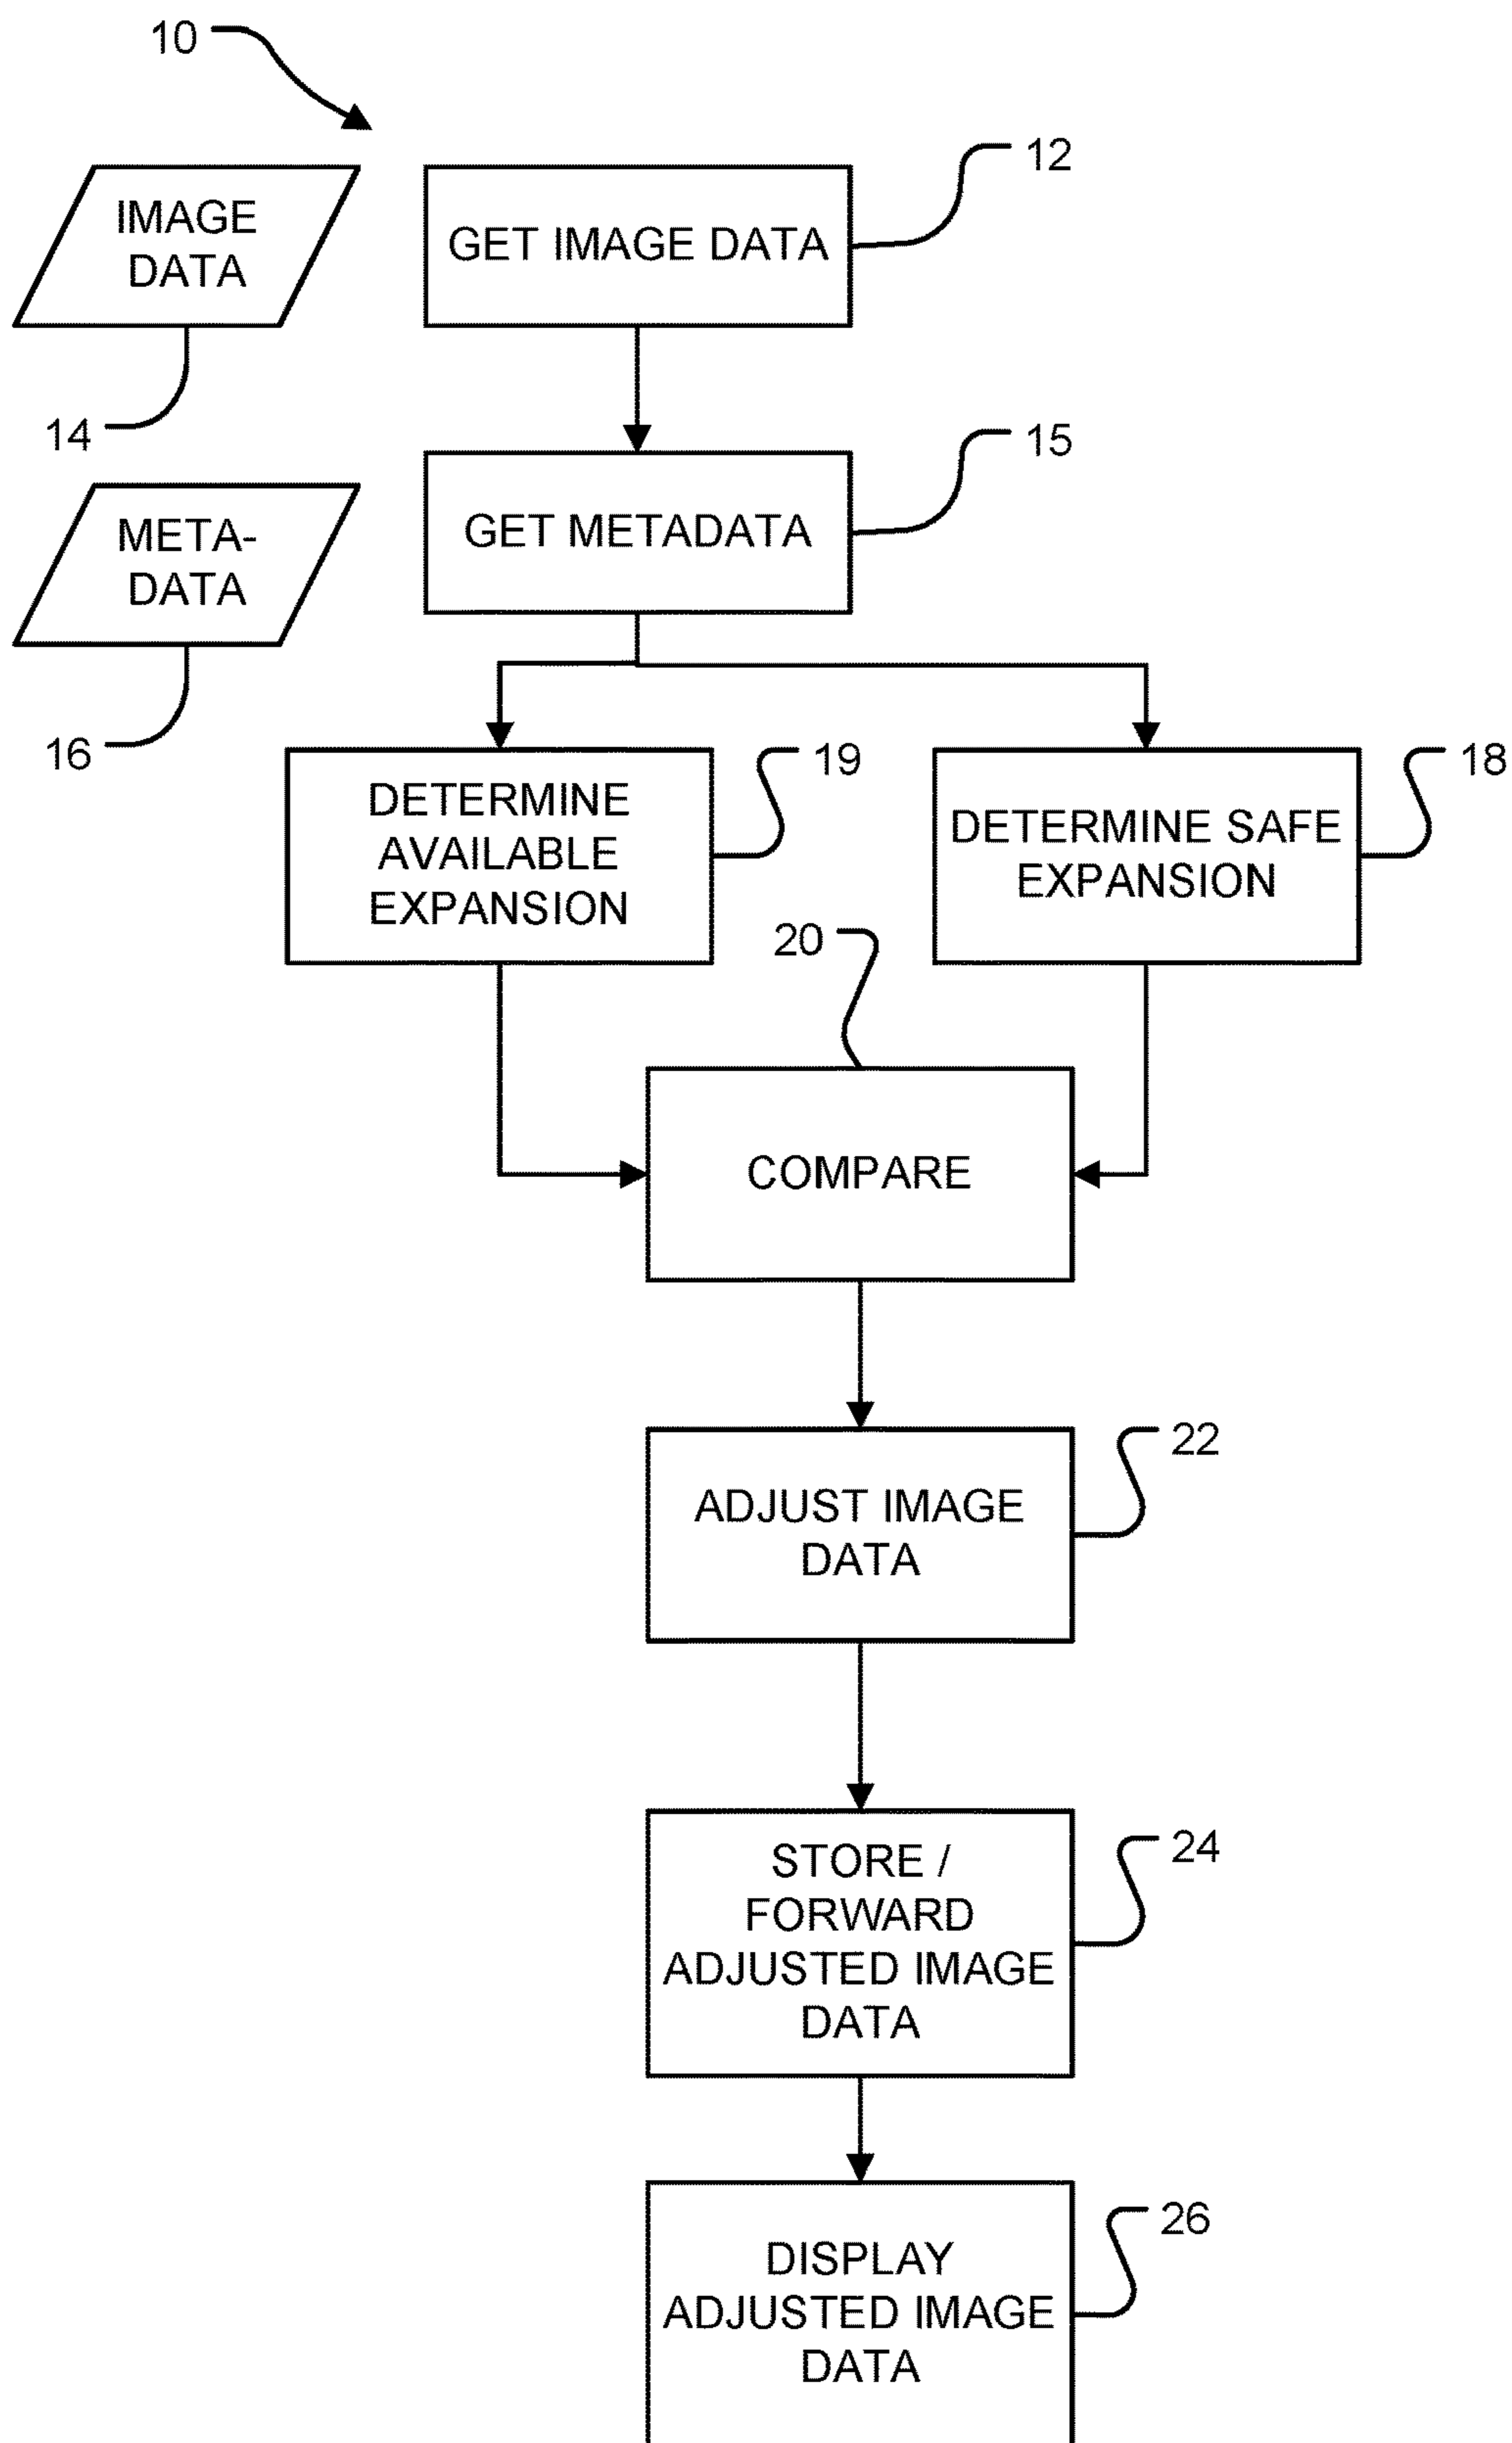 10
12
IMAGE
DATA
GET IMAGE DATA
14
15
META-
DATA
GET METADATA
16
19
18
DETERMINE
AVAILABLE
EXPANSION
DETERMINE SAFE
EXPANSION
20
COMPARE
22
ADJUST IMAGE
DATA
24
STORE /
FORWARD
ADJUSTED IMAGE
DATA
26
DISPLAY
ADJUSTED IMAGE
DATA